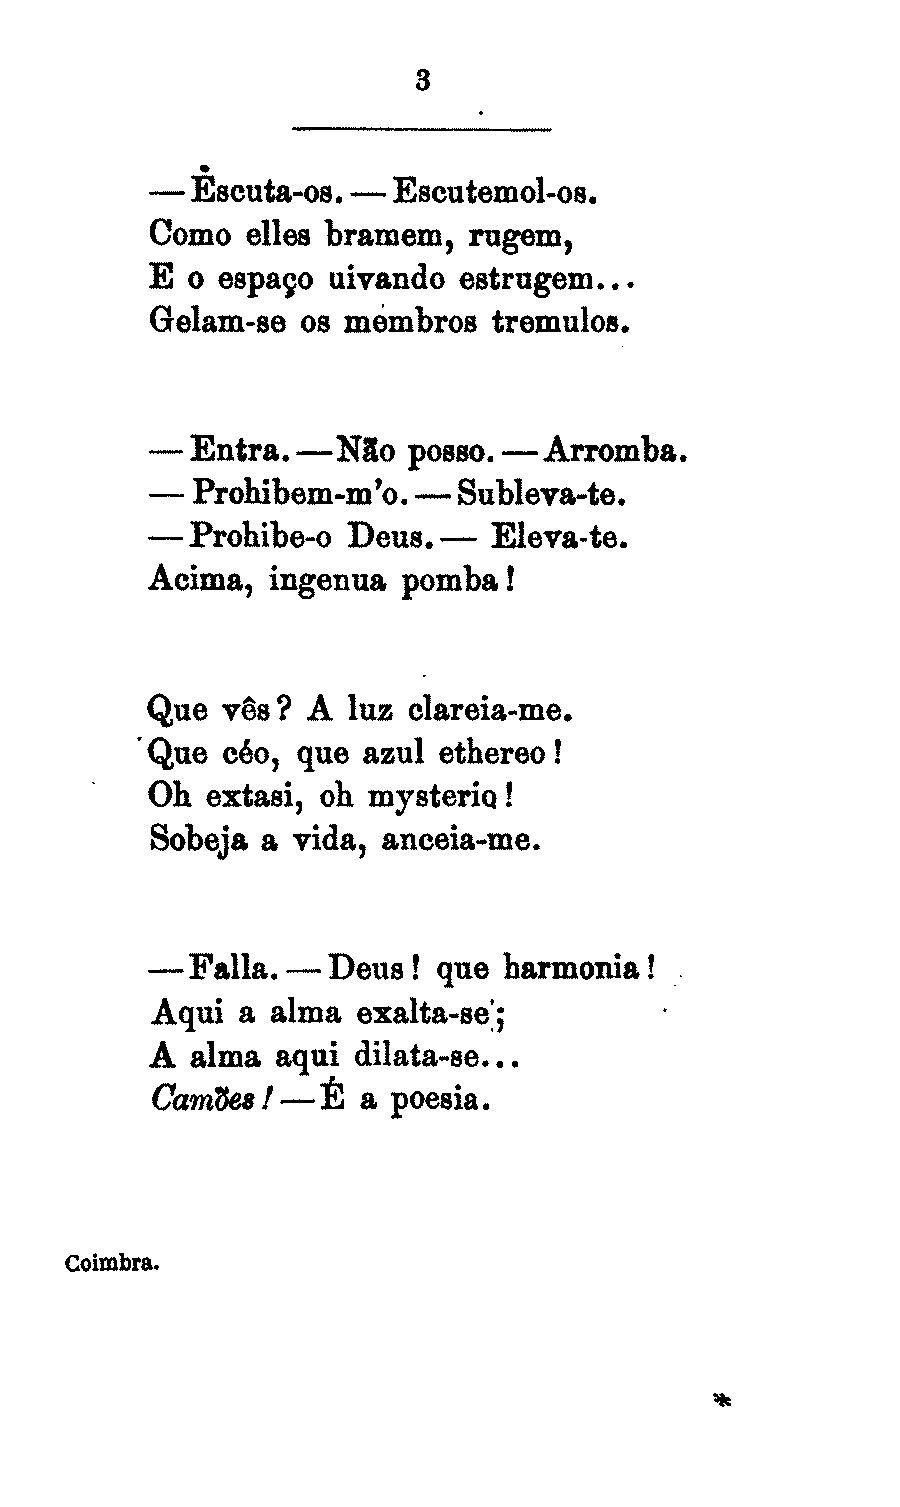 3
— Escuta-os. — Escutemol-os.
Como elles bramem, rugem,
E o espaço uivando estrugem...
Gelam-se os membros tremulos.
— Entra. — Não posso. — Arromba.
— Prohibem-m'o. — Subleva-te.
— Prohibe-o Deus. — Eleva-te.
Acima, ingenua pomba!
Que vês? A luz clareia-me.
Que céo, que azul ethereo!
Oh extasi, oh mysterio!
Sobeja a vida, anceia-me.
— Falla. — Deus! que harmonia!
Aqui a alma exalta-se;
A alma aqui dilata-se...
Camões! — É a poesia.
Coimbra.
*